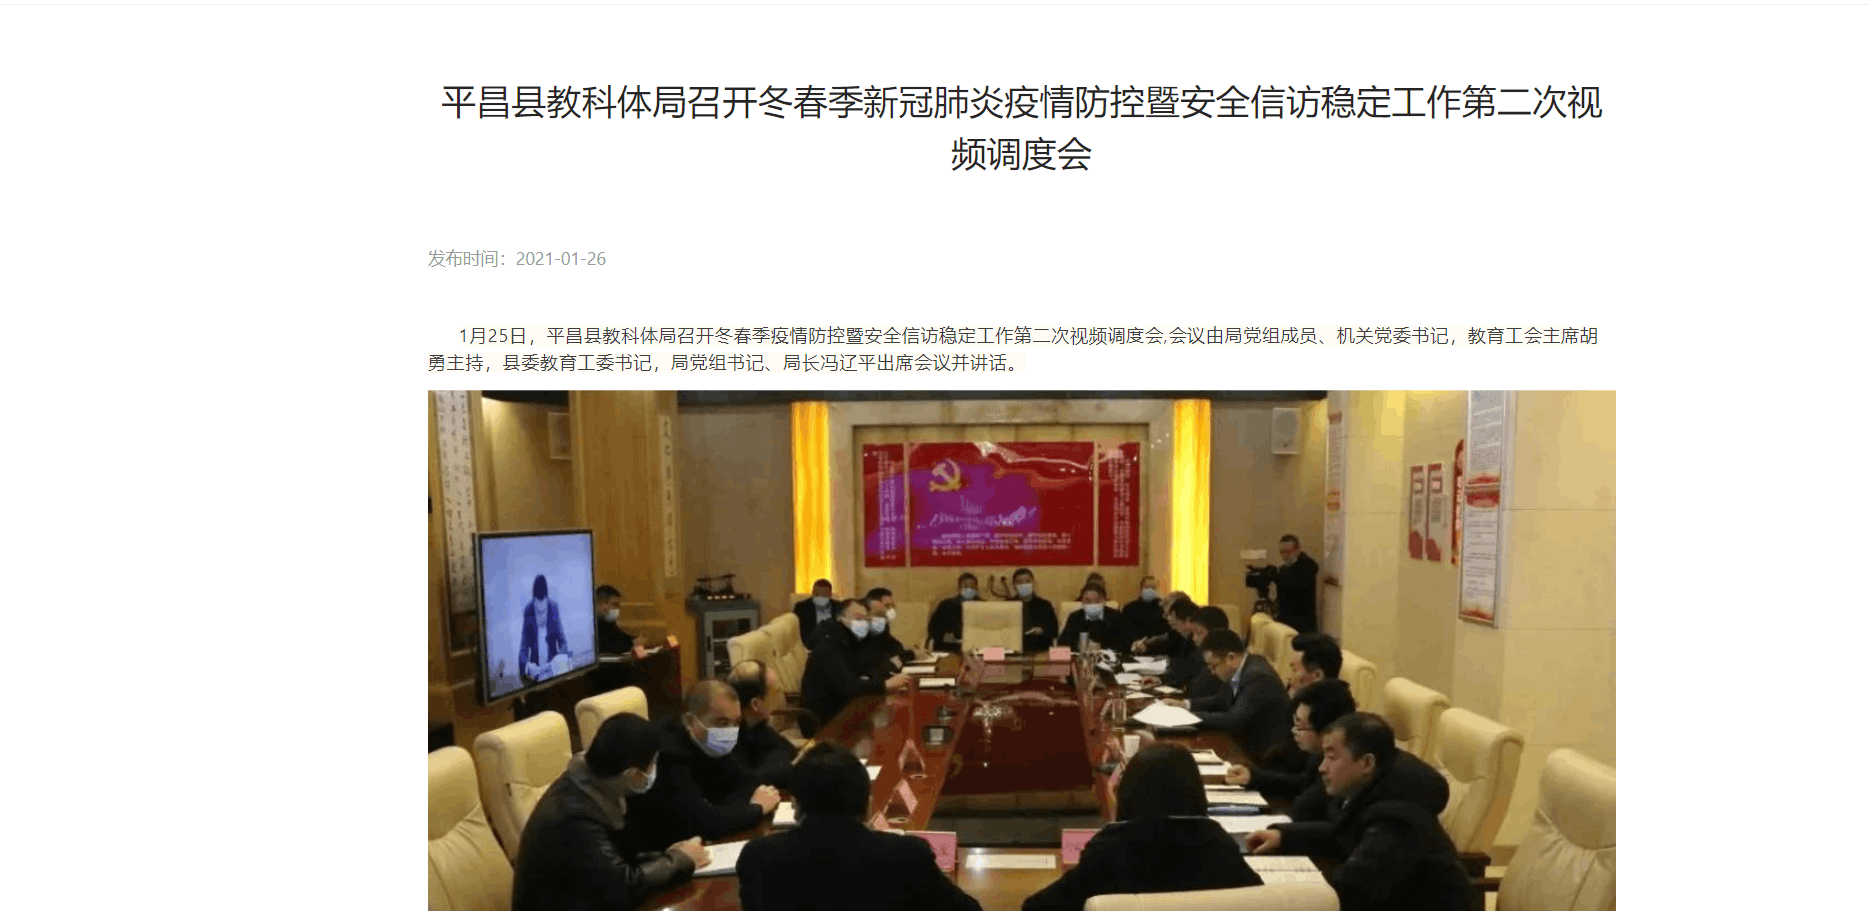 平昌县教科体局召开冬春季新冠肺炎疫情防控暨安全信访稳定工作第二次视
频调度会
发布时间：2021-01-26
1月25日，平昌县教科体局召开冬春季疫情防控暨安全信访稳定工作第二次视频调度会,会议由局党组成员、机关党委书记，教育工会主席胡
勇主持，县委教育工委书记，局党组书记、局长冯辽平出席会议并讲话。